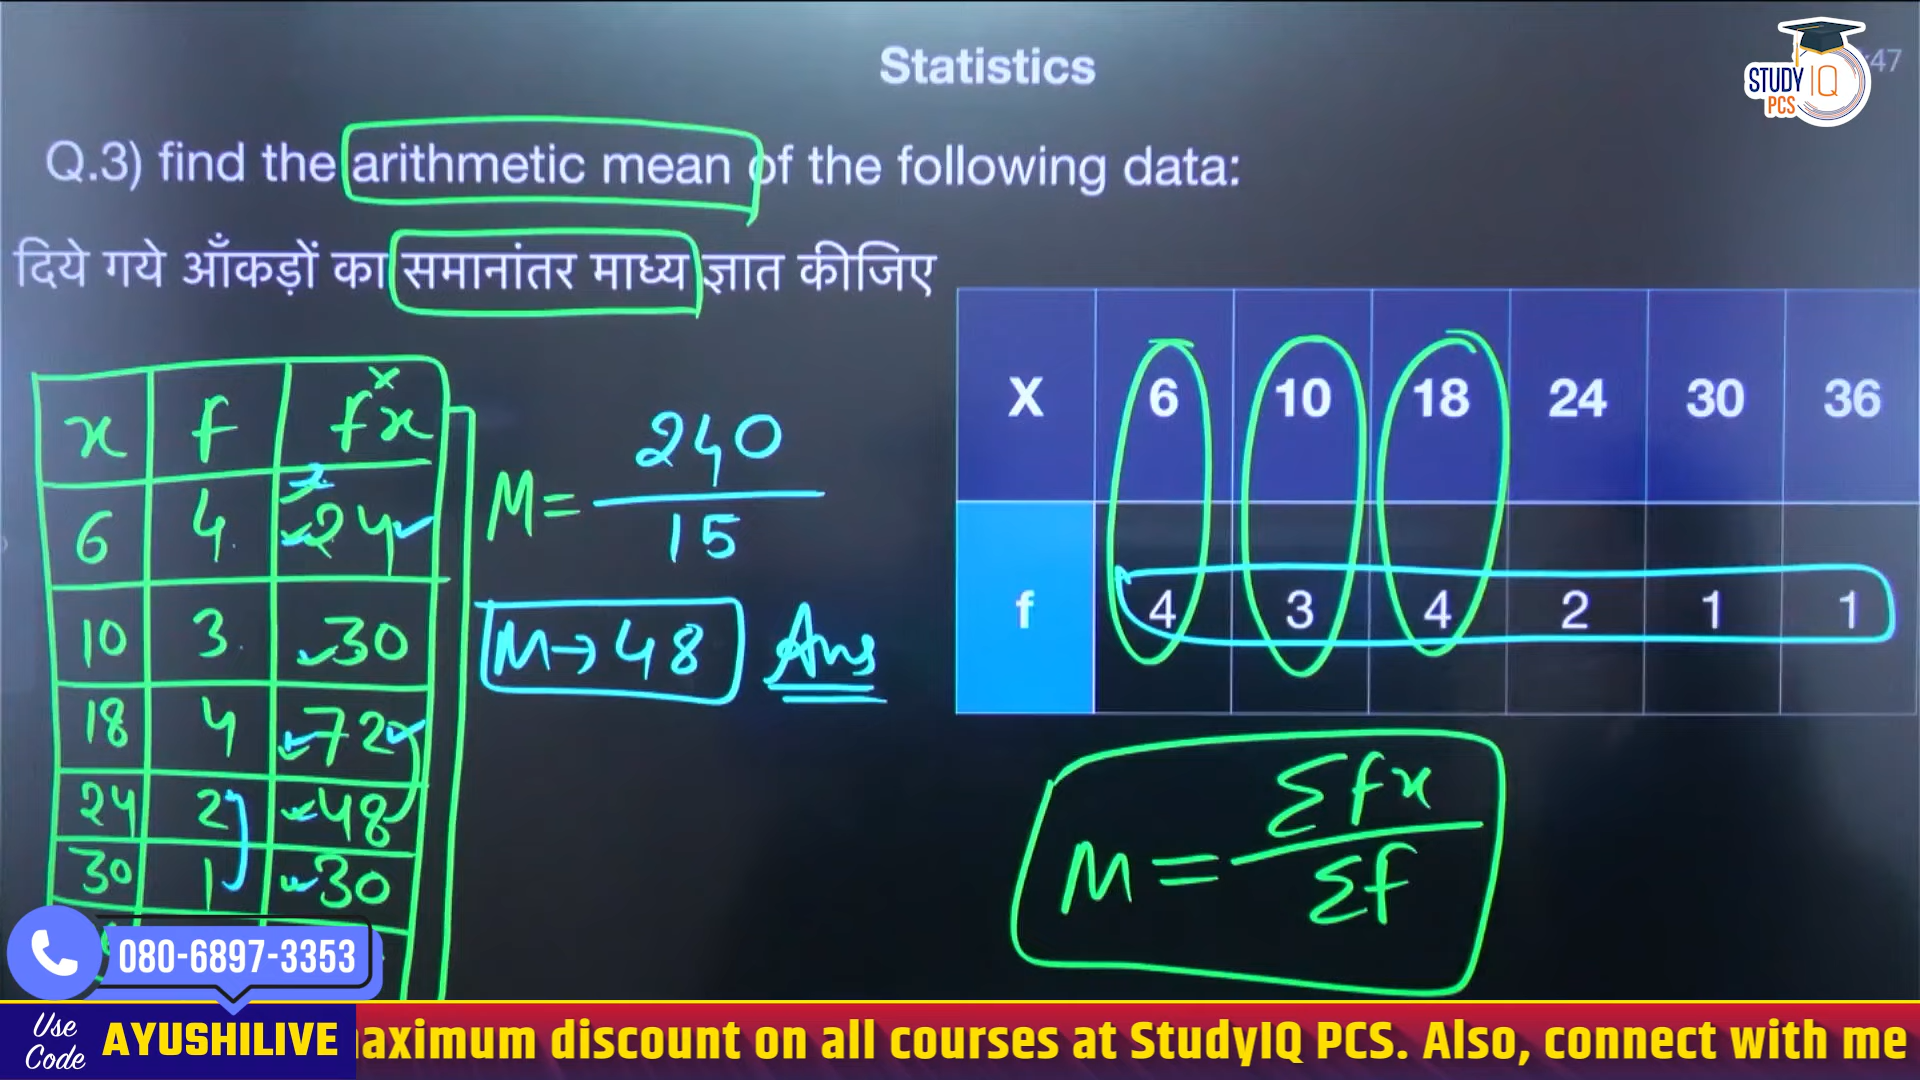 Statistics
:47
STUDY IQ
PCS
Q.3) find the arithmetic mean of the following data:
दिये गये आँकड़ों का समानांतर माध्य ज्ञात कीजिए
X 6 10 18 24 30 36
f 4 3 4 2 1 1
x f fx
6 4 24
10 3 30
18 4 72
24 2 48
30 1 30
M = 240
15
M → 48 Ans
M = Σfx
Σf
080-6897-3353
Use
Code
AYUSHILIVE
aximum discount on all courses at StudyIQ PCS. Also, connect with me